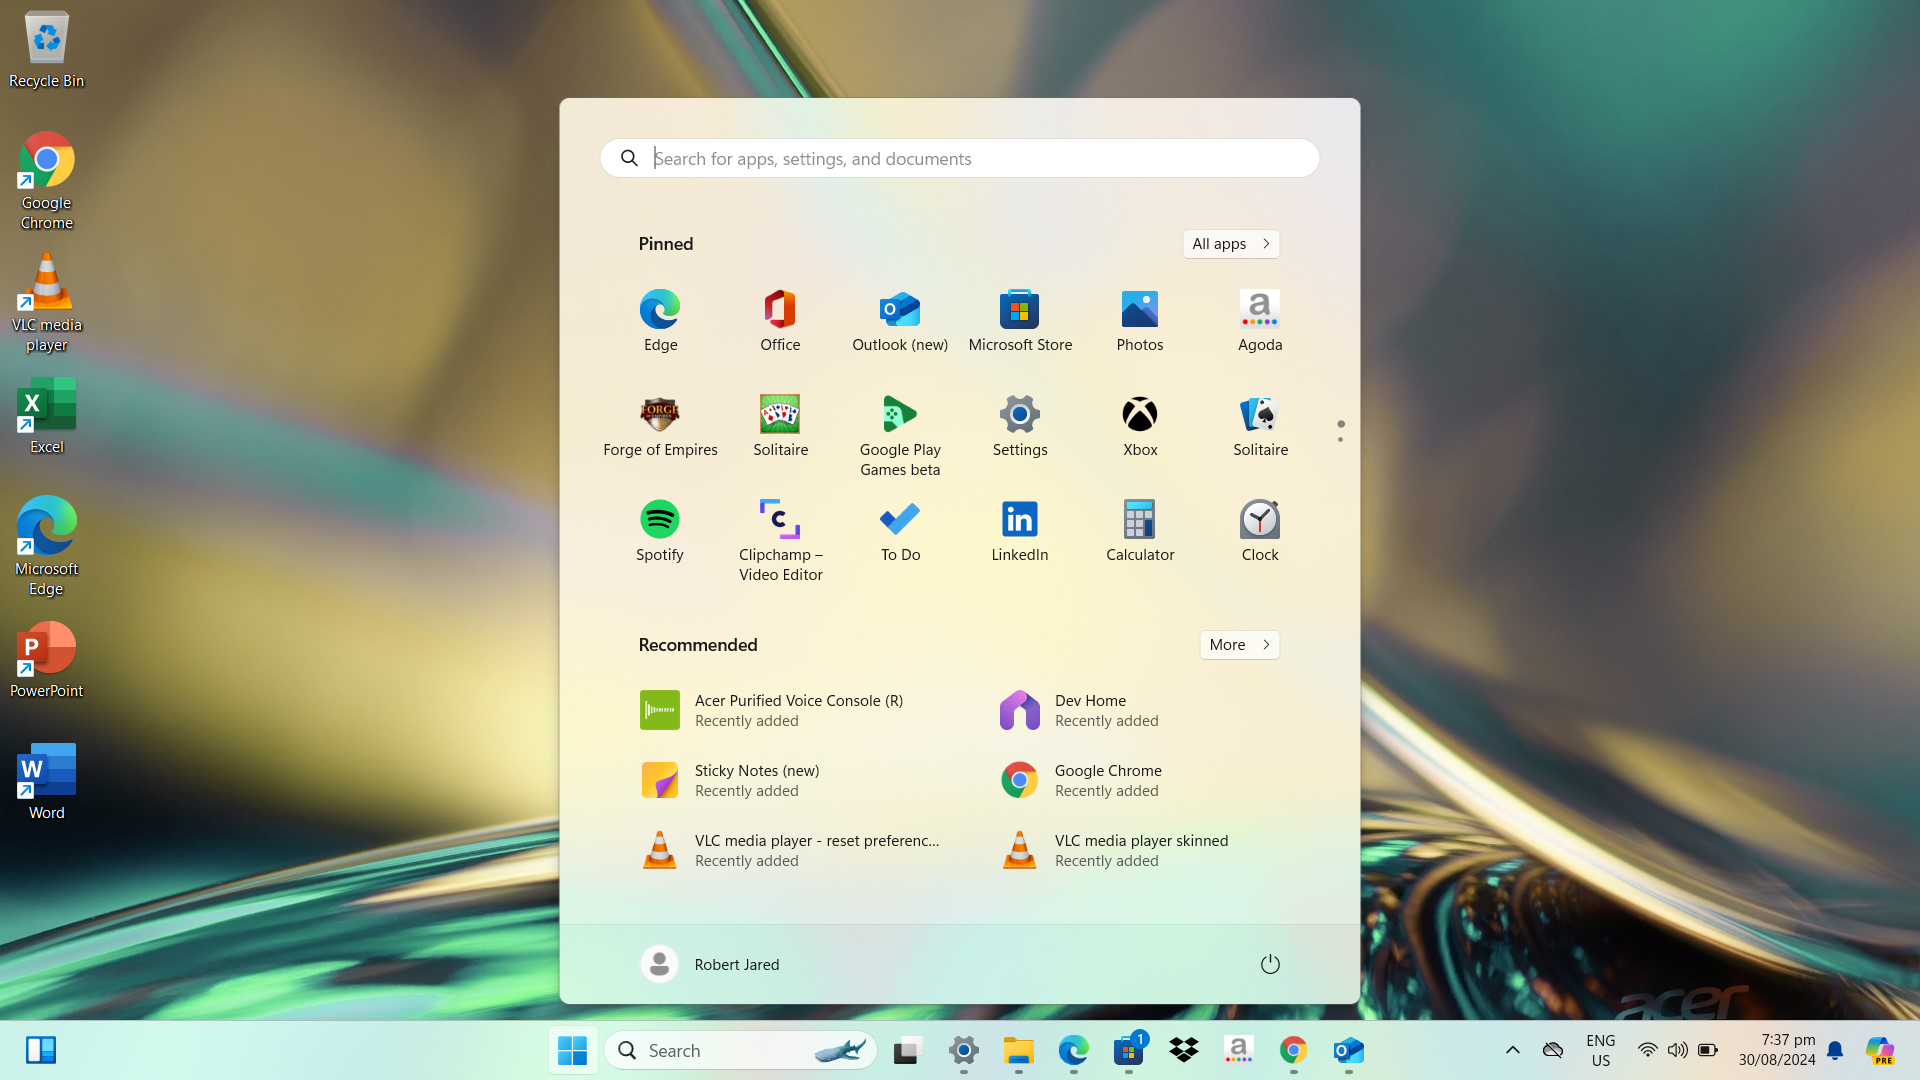 Recycle Bin
Google
Chrome
VLC media
player
Excel
Microsoft
Edge
PowerPoint
Word
Search for apps, settings, and documents
Pinned
All apps
Edge
Office
Outlook (new)
Microsoft Store
Photos
Agoda
Forge of Empires
Solitaire
Google Play
Games beta
Settings
Xbox
Solitaire
Spotify
Clipchamp –
Video Editor
To Do
LinkedIn
Calculator
Clock
Recommended
More
Acer Purified Voice Console (R)
Recently added
Dev Home
Recently added
Sticky Notes (new)
Recently added
Google Chrome
Recently added
VLC media player - reset preferenc...
Recently added
VLC media player skinned
Recently added
Robert Jared
acer
Search
1
ENG
US
7:37 pm
30/08/2024
PRE